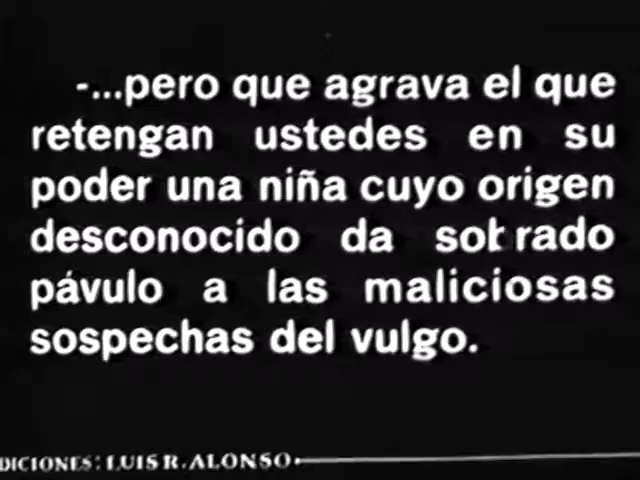 -...pero que agrava el que
retengan ustedes en su
poder una niña cuyo origen
desconocido da sobrado
pávulo a las maliciosas
sospechas del vulgo.
DICIONES: LUIS R. ALONSO.